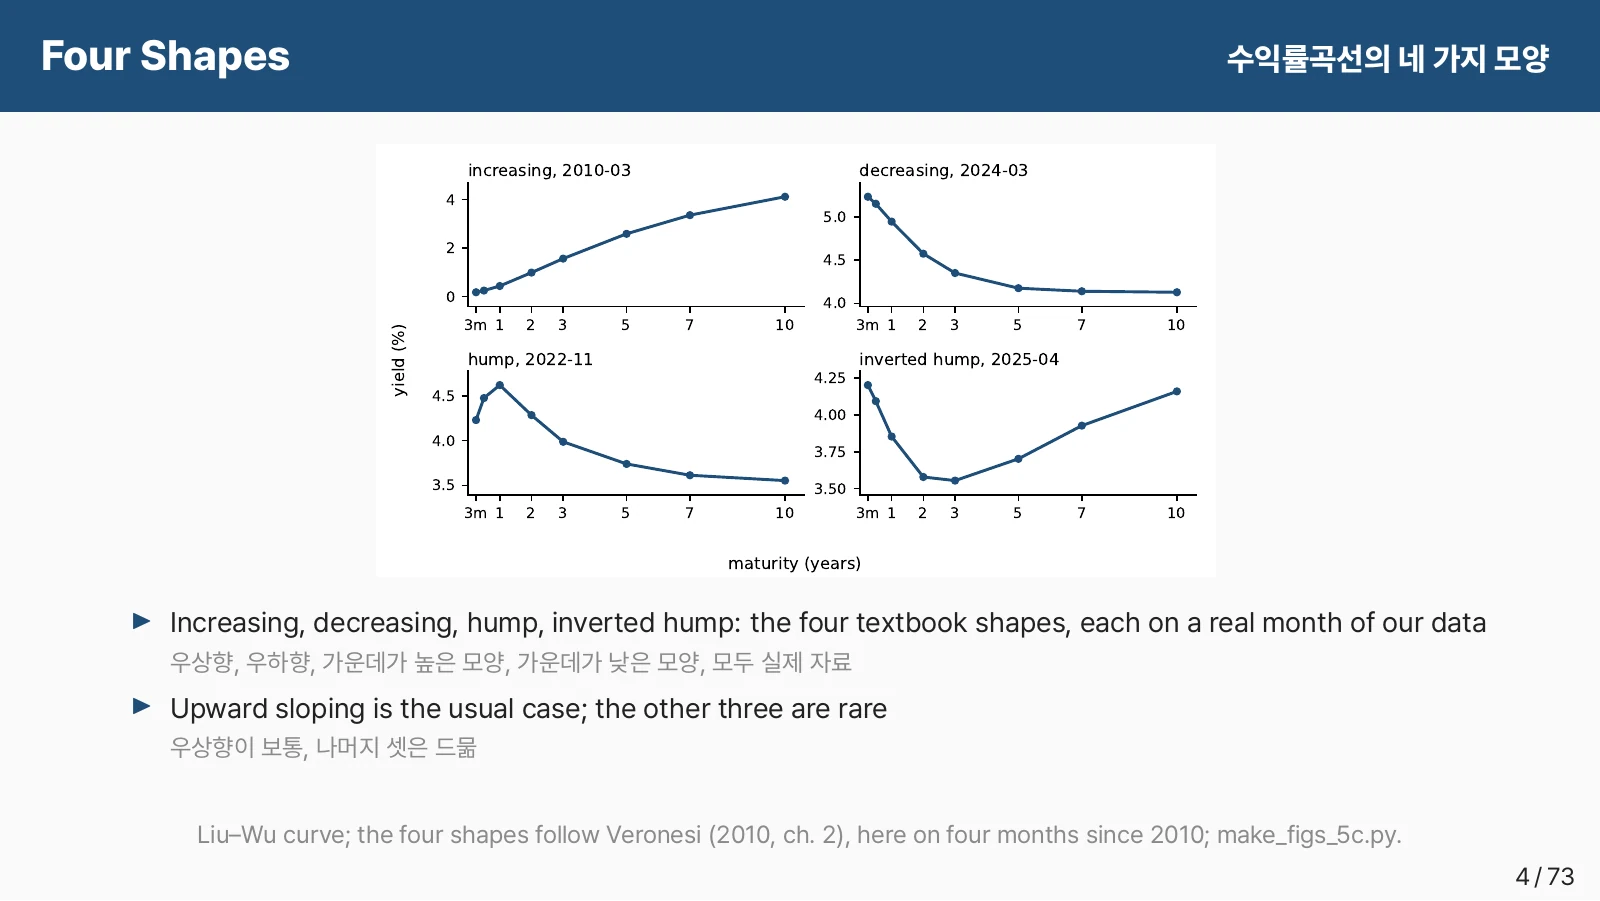 Four Shapes
수익률곡선의 네 가지 모양
increasing, 2010-03
4
2
0
3m 1 2 3 5 7 10
decreasing, 2024-03
5.0
4.5
4.0
3m 1 2 3 5 7 10
yield (%)
hump, 2022-11
4.5
4.0
3.5
3m 1 2 3 5 7 10
inverted hump, 2025-04
4.25
4.00
3.75
3.50
3m 1 2 3 5 7 10
maturity (years)
Increasing, decreasing, hump, inverted hump: the four textbook shapes, each on a real month of our data
우상향, 우하향, 가운데가 높은 모양, 가운데가 낮은 모양, 모두 실제 자료
Upward sloping is the usual case; the other three are rare
우상향이 보통, 나머지 셋은 드묾
Liu–Wu curve; the four shapes follow Veronesi (2010, ch. 2), here on four months since 2010; make_figs_5c.py.
4 / 73